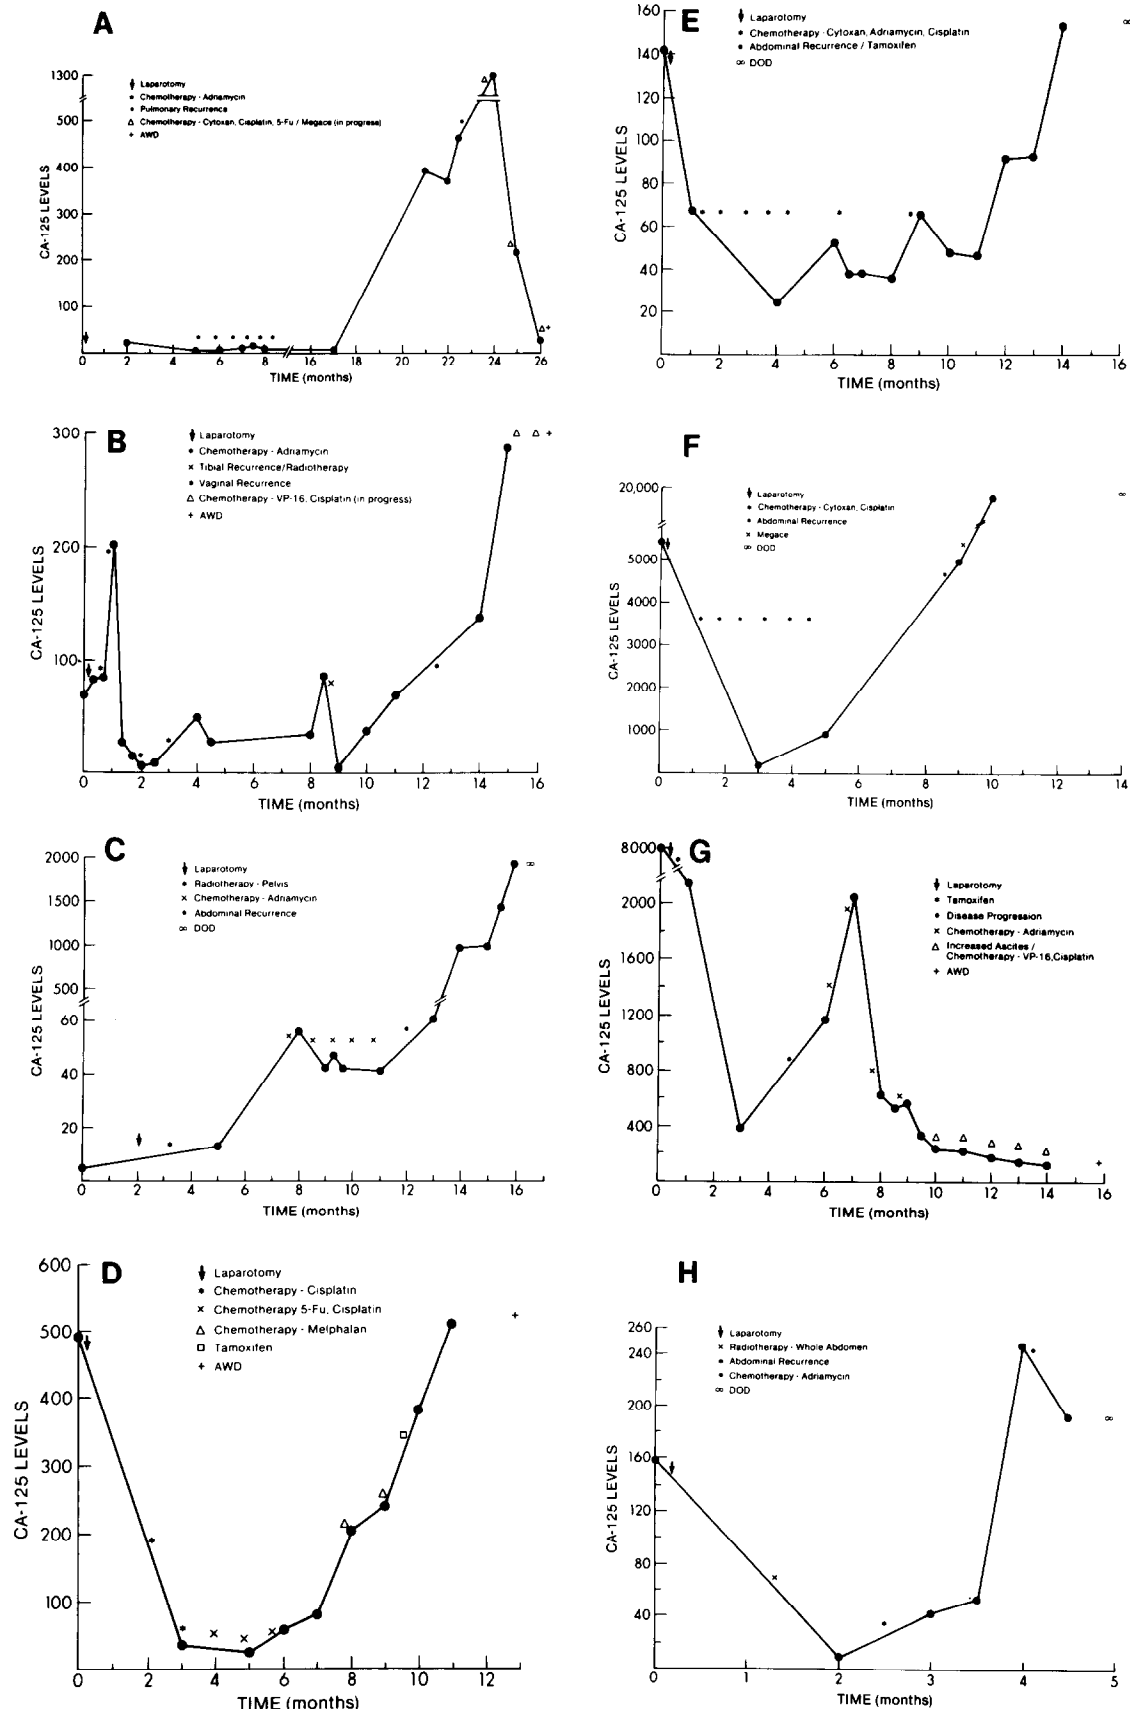 A
Laparotomy
Chemotherapy - Adriamycin
Pulmonary Recurrence
Chemotherapy - Cytoxan, Cisplatin, 5-Fu / Megace (in progress)
AWD
CA-125 LEVELS
1300
500
400
300
200
100
0 2 4 6 8 16 18 20 22 24 26
TIME (months)
B
Laparotomy
Chemotherapy - Adriamycin
Tibial Recurrence/Radiotherapy
Vaginal Recurrence
Chemotherapy - VP-16, Cisplatin (in progress)
AWD
CA-125 LEVELS
300
200
100
0 2 4 6 8 10 12 14 16
TIME (months)
C
Laparotomy
Radiotherapy - Pelvis
Chemotherapy - Adriamycin
Abdominal Recurrence
DOD
CA-125 LEVELS
2000
1500
1000
500
60
40
20
0 2 4 6 8 10 12 14 16
TIME (months)
D
Laparotomy
Chemotherapy - Cisplatin
Chemotherapy 5-Fu, Cisplatin
Chemotherapy - Melphalan
Tamoxifen
AWD
CA-125 LEVELS
600
500
400
300
200
100
0 2 4 6 8 10 12
TIME (months)
E
Laparotomy
Chemotherapy - Cytoxan, Adriamycin, Cisplatin
Abdominal Recurrence / Tamoxifen
DOD
CA-125 LEVELS
160
140
120
100
80
60
40
20
0 2 4 6 8 10 12 14 16
TIME (months)
F
Laparotomy
Chemotherapy - Cytoxan, Cisplatin
Abdominal Recurrence
Megace
DOD
CA-125 LEVELS
20,000
5000
4000
3000
2000
1000
0 2 4 6 8 10 12 14
TIME (months)
G
Laparotomy
Tamoxifen
Disease Progression
Chemotherapy - Adriamycin
Increased Ascites /
Chemotherapy - VP-16, Cisplatin
AWD
CA-125 LEVELS
8000
2000
1600
1200
800
400
0 2 4 6 8 10 12 14 16
TIME (months)
H
Laparotomy
Radiotherapy - Whole Abdomen
Abdominal Recurrence
Chemotherapy - Adriamycin
DOD
CA-125 LEVELS
260
240
200
160
120
80
40
0 1 2 3 4 5
TIME (months)